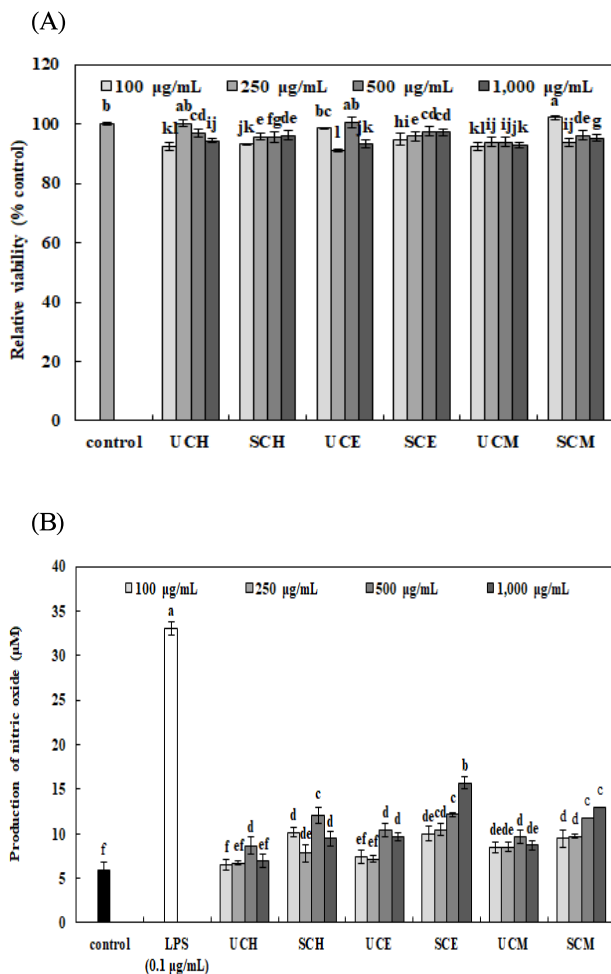 (A)
120
100 μg/mL 250 μg/mL 500 μg/mL 1,000 μg/mL
b kl ab cd ij jk e fg de bc l ab jk hi e cd cd kl ij ij jk a ij de g
100
80
60
40
20
0
Relative viability (% control)
control UCH SCH UCE SCE UCM SCM
(B)
40
100 μg/mL 250 μg/mL 500 μg/mL 1,000 μg/mL
35
30
25
20
15
10
5
0
Production of nitric oxide (μM)
f a f ef d ef d de c d ef ef d d de cd c b de de d de d d c c
control LPS UCH SCH UCE SCE UCM SCM
(0.1 μg/mL)